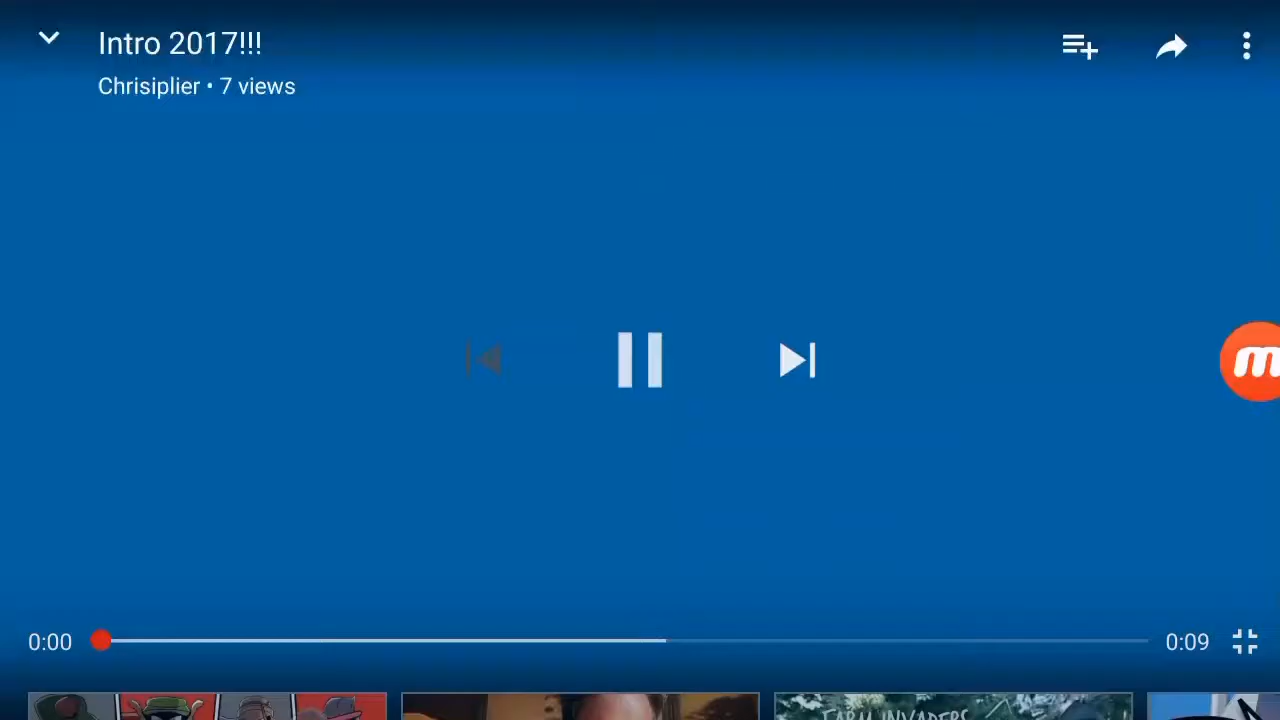 Intro 2017!!!
Chrisiplier • 7 views
m
0:00
0:09
FARM INVADERS